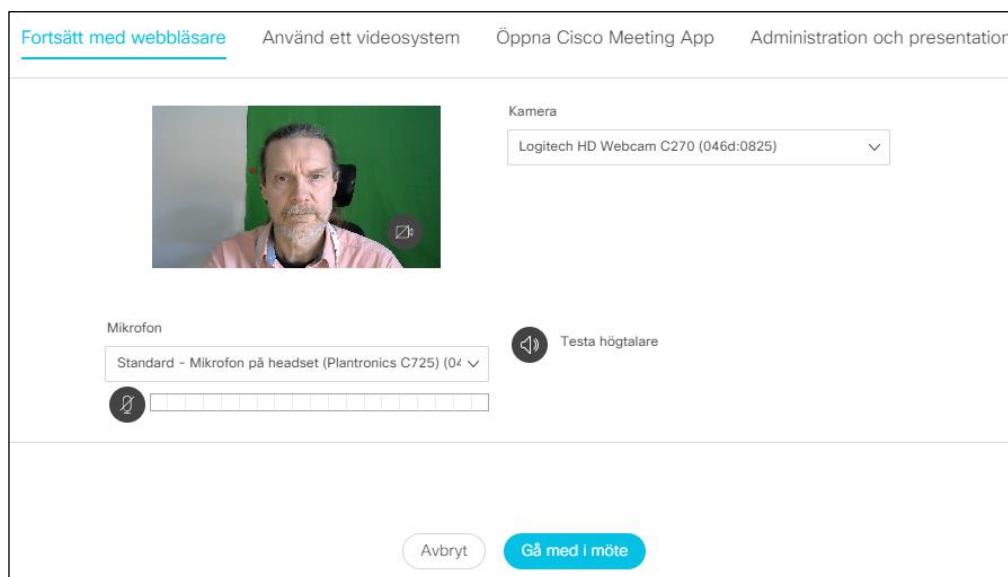 Fortsätt med webbläsare Använd ett videosystem Öppna Cisco Meeting App Administration och presentation
Kamera
Logitech HD Webcam C270 (046d:0825)
Mikrofon
Standard - Mikrofon på headset (Plantronics C725) (04
Testa högtalare
Avbryt Gå med i möte